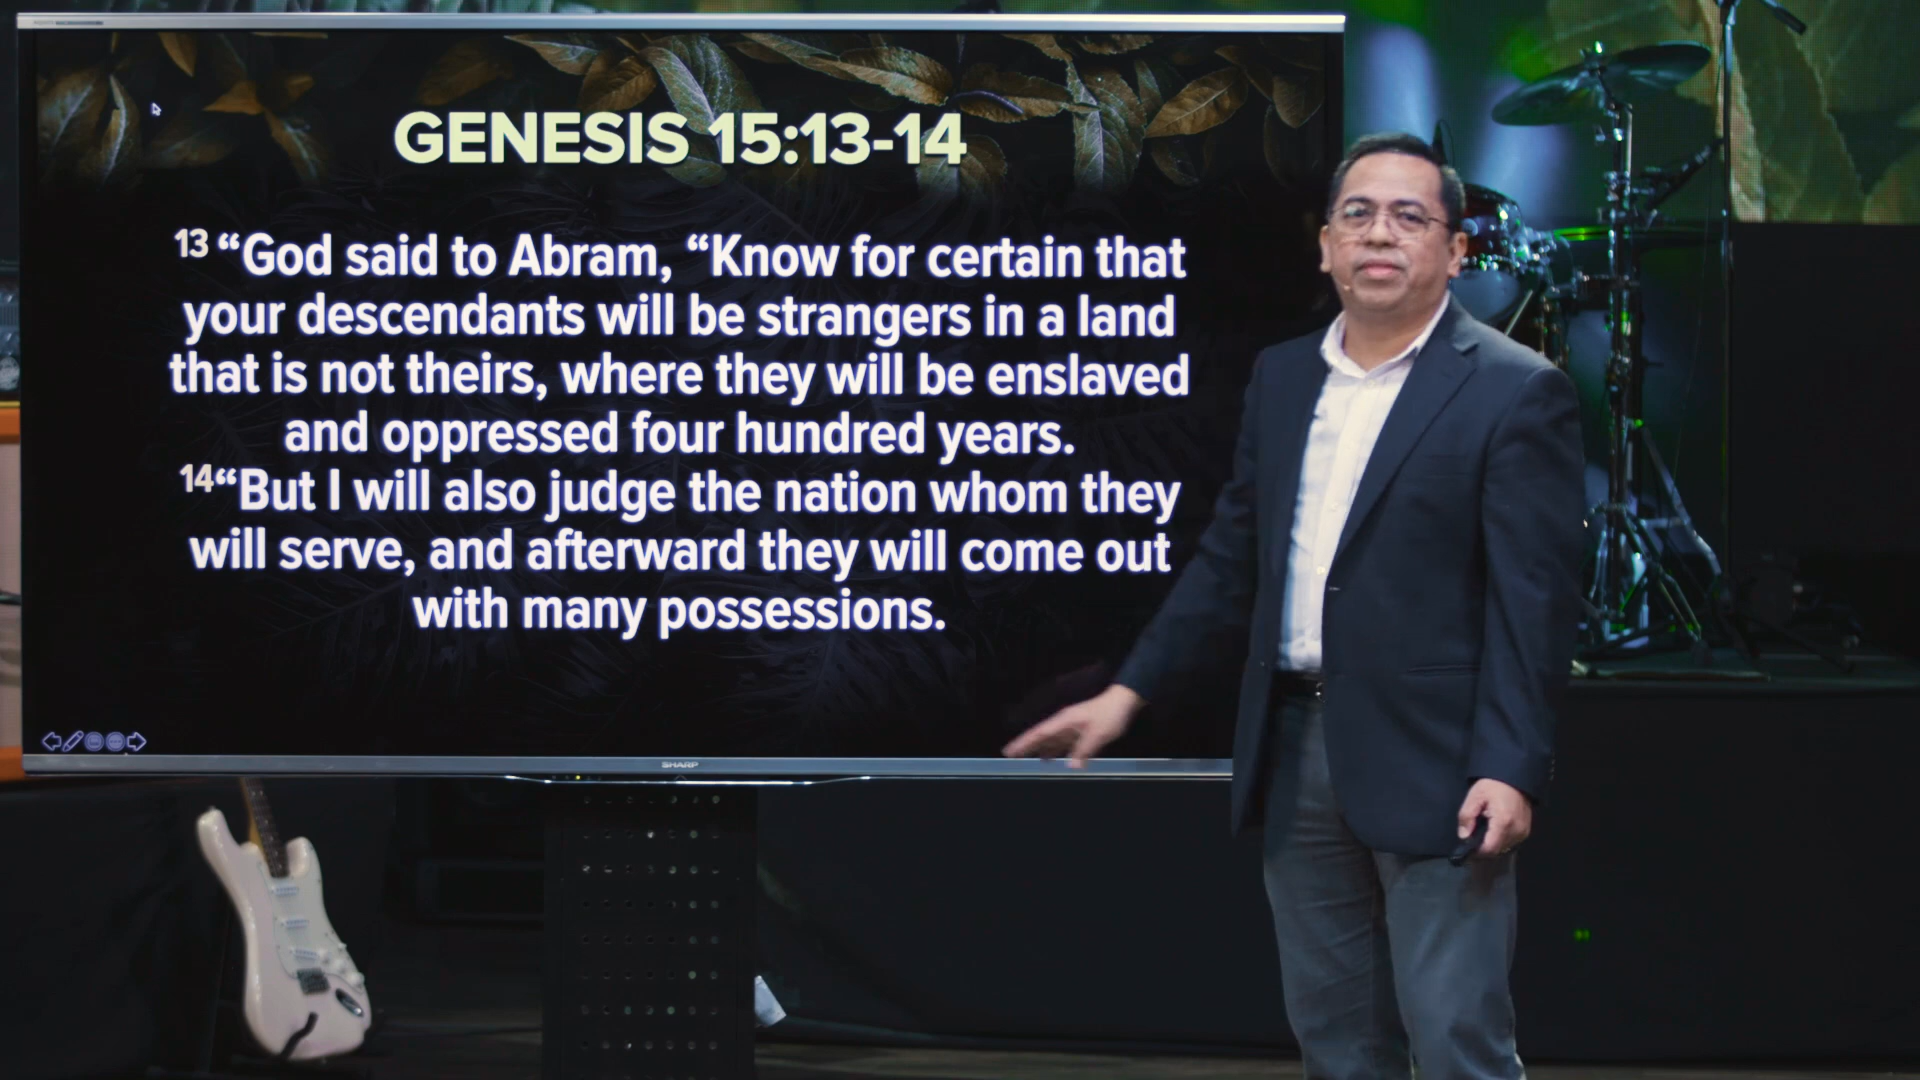 GENESIS 15:13-14
13 “God said to Abram, “Know for certain that
your descendants will be strangers in a land
that is not theirs, where they will be enslaved
and oppressed four hundred years.
14“But I will also judge the nation whom they
will serve, and afterward they will come out
with many possessions.
SHARP